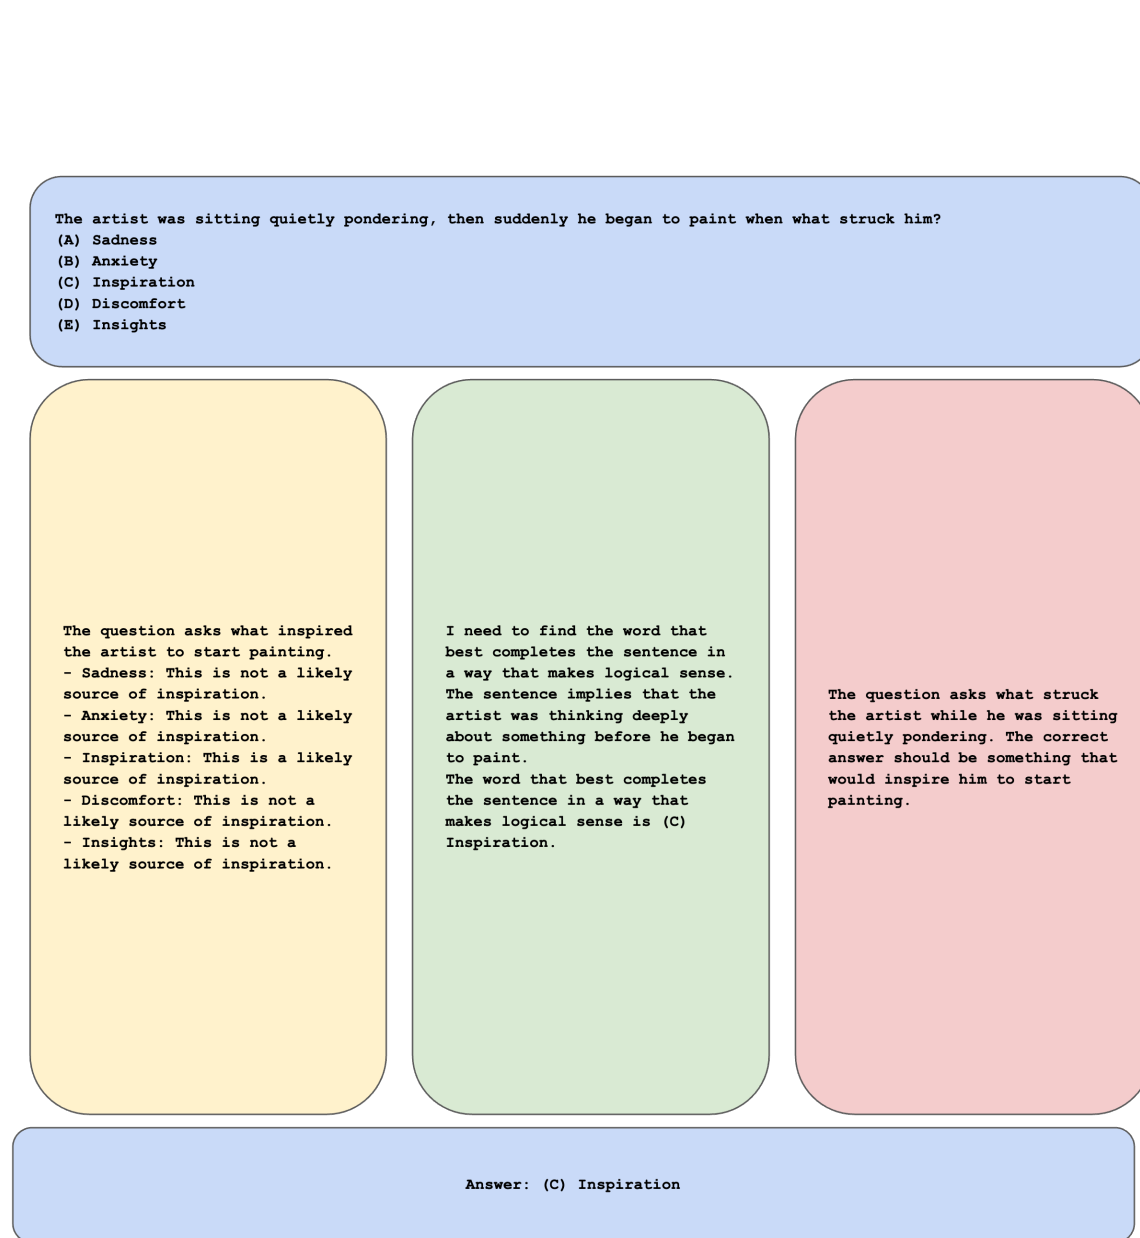 The artist was sitting quietly pondering, then suddenly he began to paint when what struck him?
(A) Sadness
(B) Anxiety
(C) Inspiration
(D) Discomfort
(E) Insights
The question asks what inspired
the artist to start painting.
- Sadness: This is not a likely
source of inspiration.
- Anxiety: This is not a likely
source of inspiration.
- Inspiration: This is a likely
source of inspiration.
- Discomfort: This is not a
likely source of inspiration.
- Insights: This is not a
likely source of inspiration.
I need to find the word that
best completes the sentence in
a way that makes logical sense.
The sentence implies that the
artist was thinking deeply
about something before he began
to paint.
The word that best completes
the sentence in a way that
makes logical sense is (C)
Inspiration.
The question asks what struck
the artist while he was sitting
quietly pondering. The correct
answer should be something that
would inspire him to start
painting.
Answer: (C) Inspiration